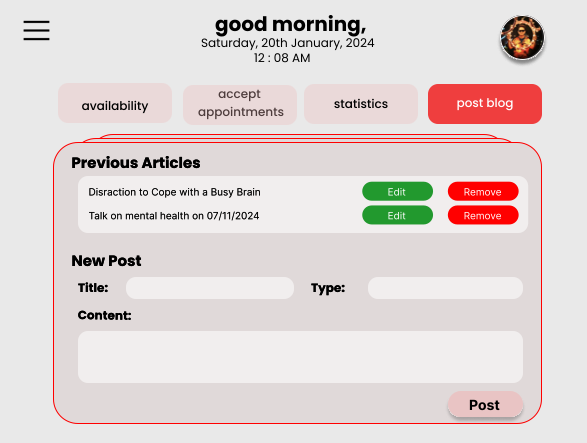 good morning,
Saturday, 20th January, 2024
12 : 08 AM
availability
accept
appointments
statistics
post blog
Previous Articles
Disraction to Cope with a Busy Brain
Edit
Remove
Talk on mental health on 07/11/2024
Edit
Remove
New Post
Title:
Type:
Content:
Post